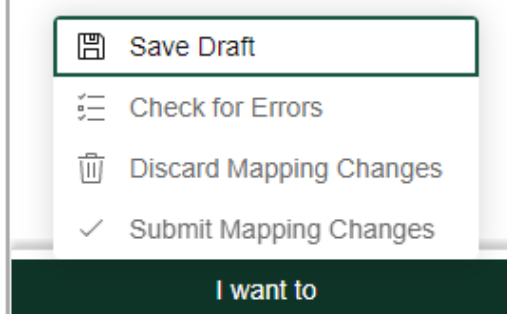 Save Draft
Check for Errors
Discard Mapping Changes
Submit Mapping Changes
I want to